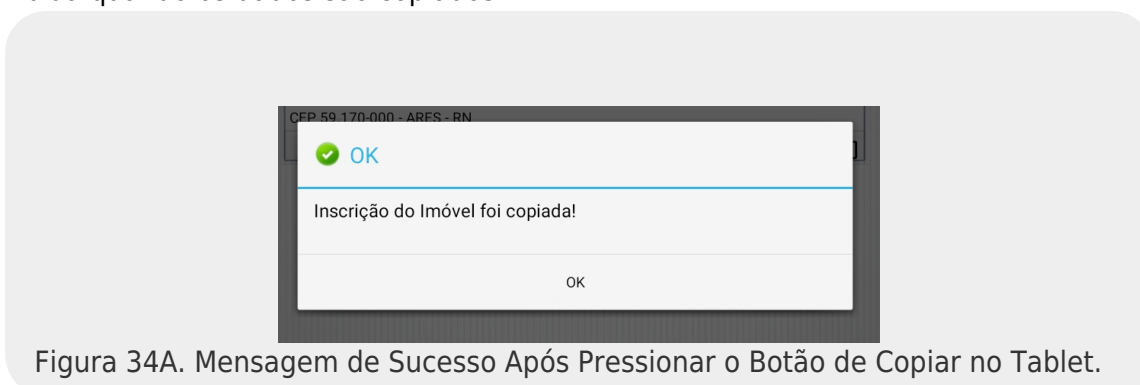 CEP 59.170-000 - ARES - RN
OK
Inscrição do Imóvel foi copiada!
OK
Figura 34A. Mensagem de Sucesso Após Pressionar o Botão de Copiar no Tablet.